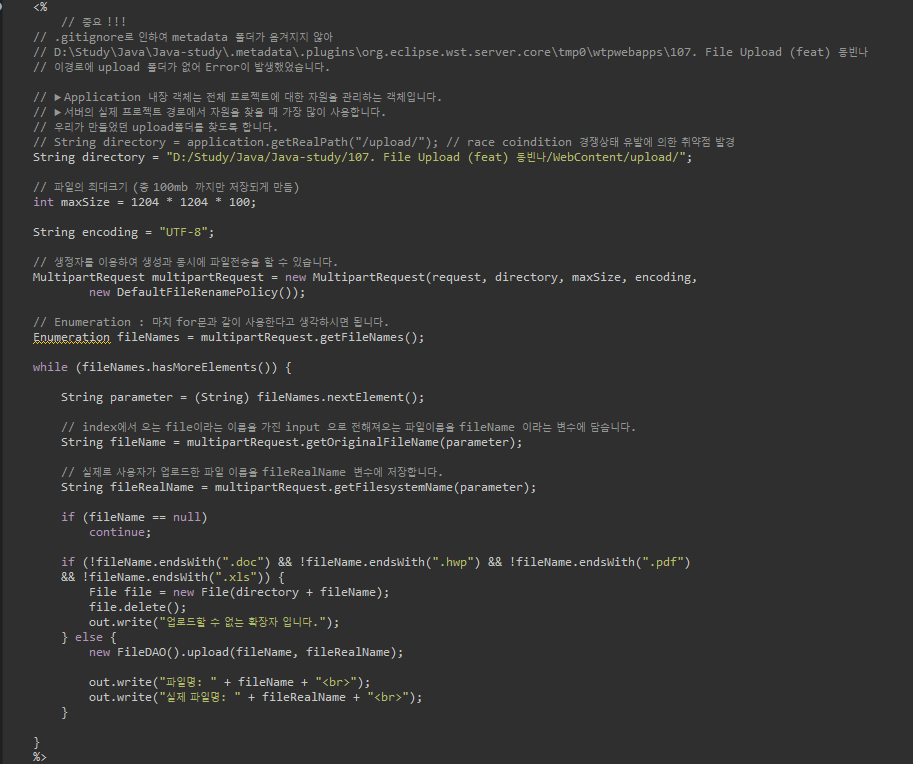 <%
// 중요 !!!
// .gitignore로 인하여 metadata 폴더가 옮겨지지 않아
// D:\Study\Java\Java-study\.metadata\.plugins\org.eclipse.wst.server.core\tmp0\wtpwebapps\107. File Upload (feat) 동빈나
// 이경로에 upload 폴더가 없어 Error이 발생했었습니다.
// ▶Application 내장 객체는 전체 프로젝트에 대한 자원을 관리하는 객체입니다.
// ▶서버의 실제 프로젝트 경로에서 자원을 찾을 때 가장 많이 사용합니다.
// 우리가 만들었던 upload폴더를 찾도록 합니다.
// String directory = application.getRealPath("/upload/"); // race coindition 경쟁상태 유발에 의한 취약점 발경
String directory = "D:/Study/Java/Java-study/107. File Upload (feat) 동빈나/WebContent/upload/";
// 파일의 최대크기 (총 100mb 까지만 저장되게 만듬)
int maxSize = 1204 * 1204 * 100;
String encoding = "UTF-8";
// 생정자를 이용하여 생성과 동시에 파일전송을 할 수 있습니다.
MultipartRequest multipartRequest = new MultipartRequest(request, directory, maxSize, encoding,
new DefaultFileRenamePolicy());
// Enumeration : 마치 for문과 같이 사용한다고 생각하시면 됩니다.
Enumeration fileNames = multipartRequest.getFileNames();
while (fileNames.hasMoreElements()) {
String parameter = (String) fileNames.nextElement();
// index에서 오는 file이라는 이름을 가진 input 으로 전해져오는 파일이름을 fileName 이라는 변수에 담습니다.
String fileName = multipartRequest.getOriginalFileName(parameter);
// 실제로 사용자가 업로드한 파일 이름을 fileRealName 변수에 저장합니다.
String fileRealName = multipartRequest.getFilesystemName(parameter);
if (fileName == null)
continue;
if (!fileName.endsWith(".doc") && !fileName.endsWith(".hwp") && !fileName.endsWith(".pdf")
&& !fileName.endsWith(".xls")) {
File file = new File(directory + fileName);
file.delete();
out.write("업로드할 수 없는 확장자 입니다.");
} else {
new FileDAO().upload(fileName, fileRealName);
out.write("파일명: " + fileName + "<br>");
out.write("실제 파일명: " + fileRealName + "<br>");
}
}
%>